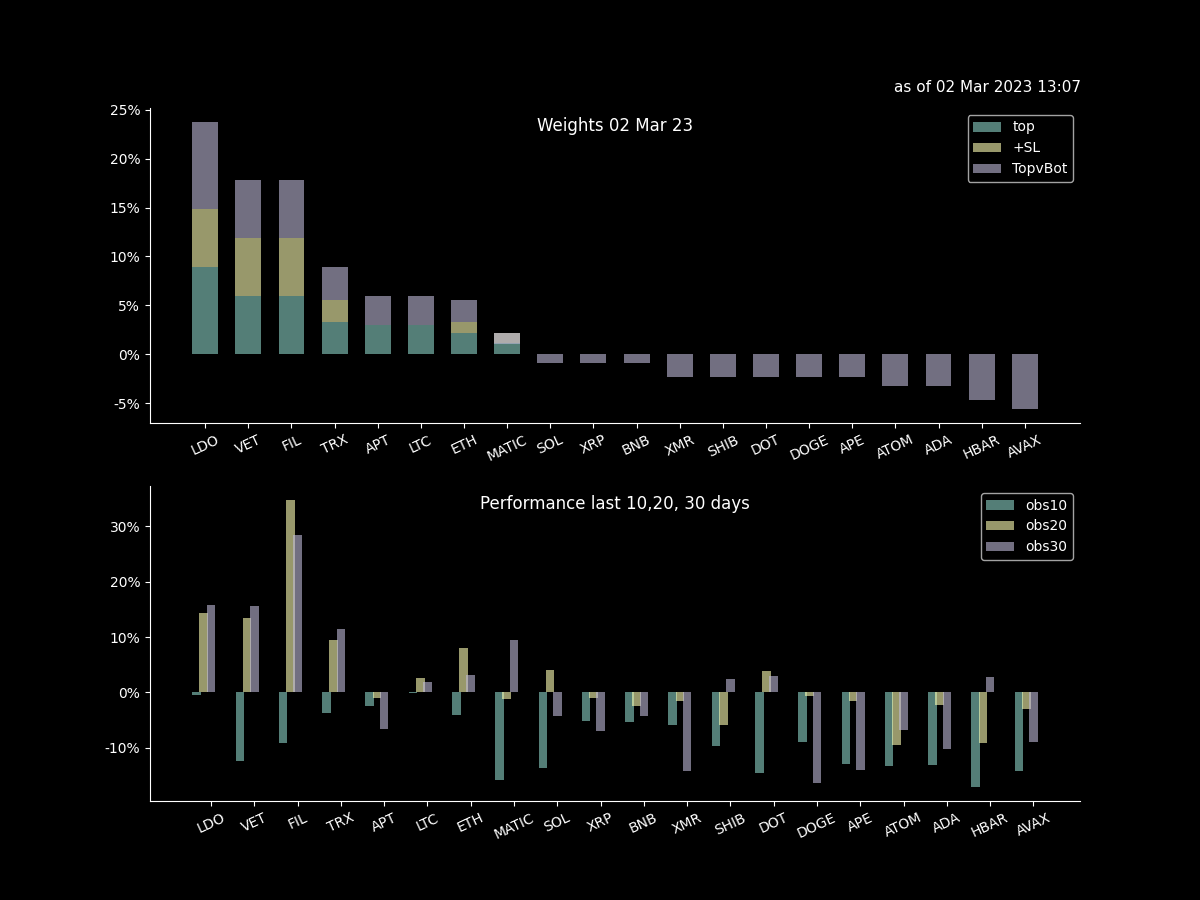 as of 02 Mar 2023 13:07
Weights 02 Mar 23
top
+SL
TopvBot
25%
20%
15%
10%
5%
0%
-5%
LDO VET FIL TRX APT LTC ETH MATIC SOL XRP BNB XMR SHIB DOT DOGE APE ATOM ADA HBAR AVAX
Performance last 10,20, 30 days
obs10
obs20
obs30
30%
20%
10%
0%
-10%
LDO VET FIL TRX APT LTC ETH MATIC SOL XRP BNB XMR SHIB DOT DOGE APE ATOM ADA HBAR AVAX